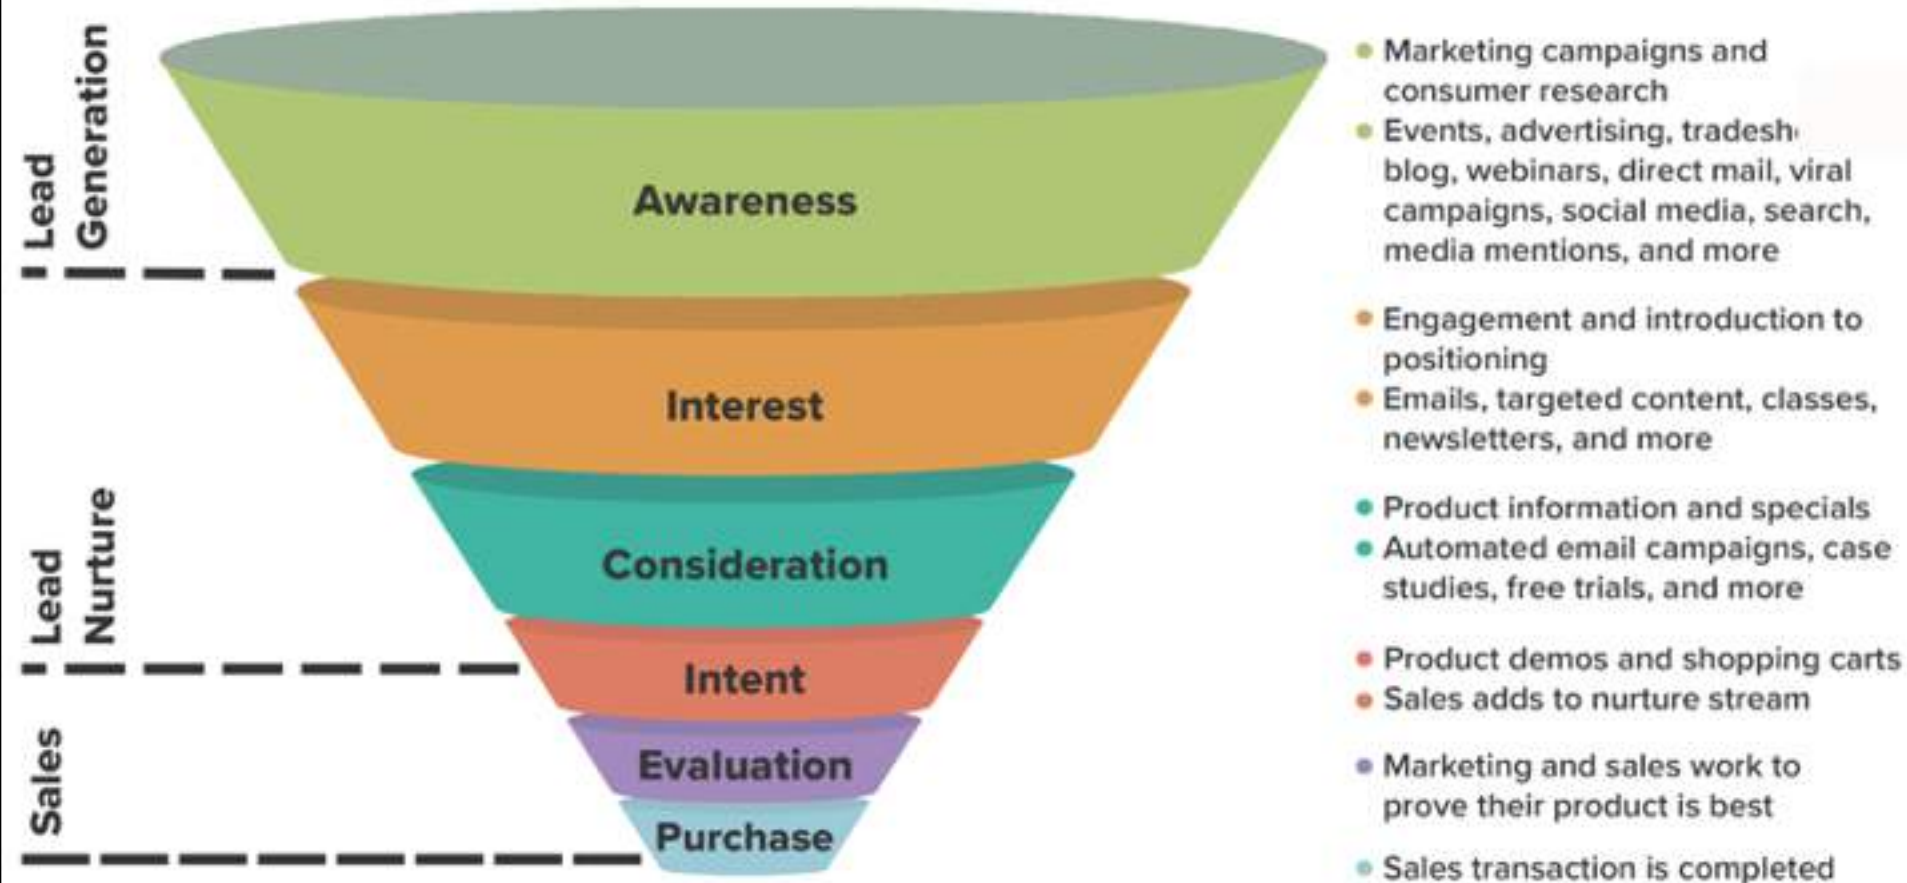 Lead
Generation
Awareness
Marketing campaigns and
consumer research
Events, advertising,
blog, webinars, direct mail, viral
campaigns, social media, search,
media mentions, and more
Interest
Engagement and introduction to
positioning
Emails, targeted content, classes,
newsletters, and more
Lead
Nurture
Consideration
Product information and specials
Automated email campaigns, case
studies, free trials, and more
Intent
Product demos and shopping carts
Sales adds to nurture stream
Sales
Evaluation
Marketing and sales work to
prove their product is best
Purchase
Sales transaction is completed